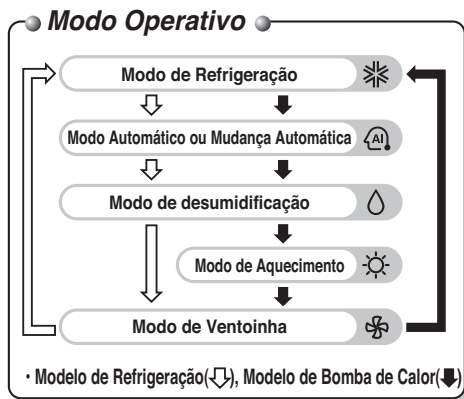 Modo Operativo
Modo de Refrigeração
Modo Automático ou Mudança Automática
AI
Modo de desumidificação
Modo de Aquecimento
Modo de Ventoinha
· Modelo de Refrigeração(⇩), Modelo de Bomba de Calor(⬇)